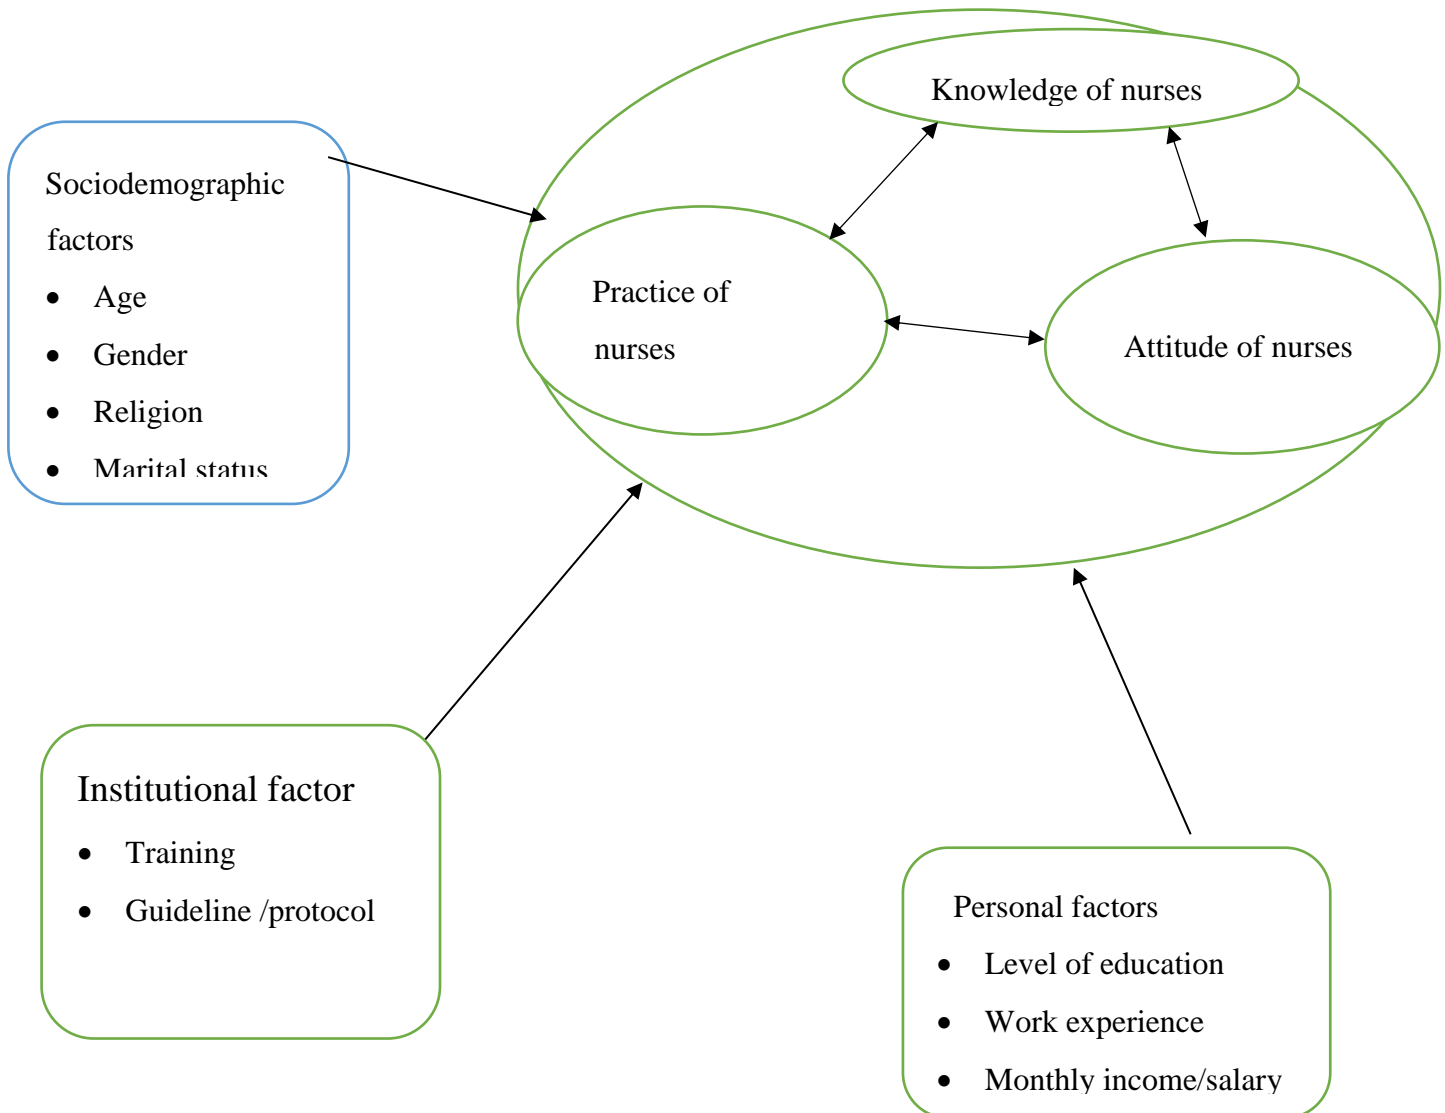 Knowledge of nurses
Sociodemographic
factors
• Age
• Gender
• Religion
• Marital status
Practice of
nurses
Attitude of nurses
Institutional factor
• Training
• Guideline /protocol
Personal factors
• Level of education
• Work experience
• Monthly income/salary